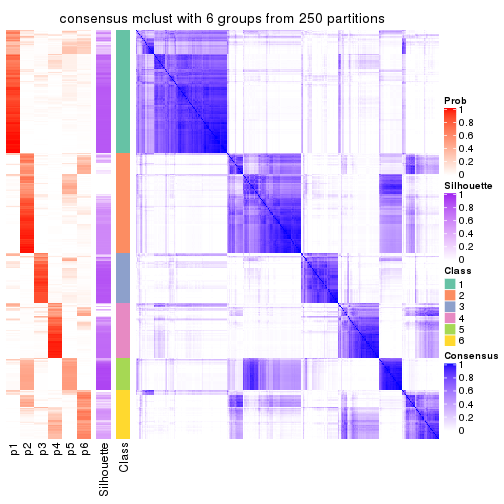 consensus mclust with 6 groups from 250 partitions
Prob
1
0.8
0.6
0.4
0.2
0
Silhouette
1
0.8
0.6
0.4
0.2
0
Class
1
2
3
4
5
6
Consensus
1
0.8
0.6
0.4
0.2
0
p1
p2
p3
p4
p5
p6
Silhouette
Class